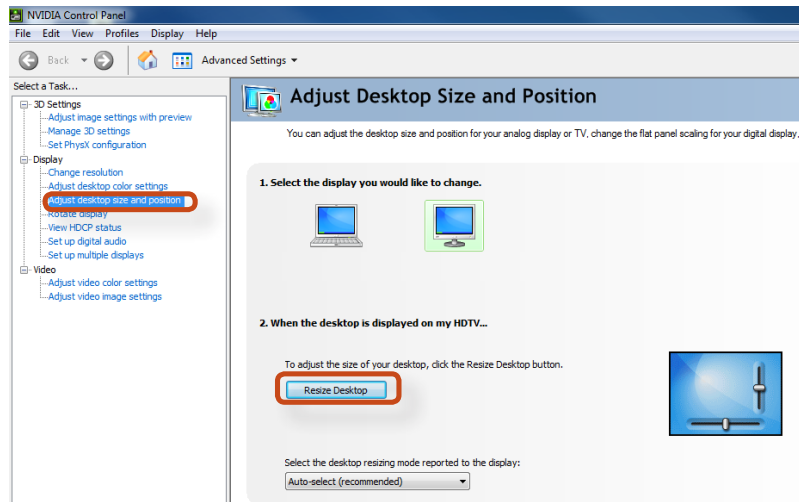 NVIDIA Control Panel
File Edit View Profiles Display Help
Back Advanced Settings
Select a Task...
3D Settings
Adjust image settings with preview
Manage 3D settings
Set PhysX configuration
Display
Change resolution
Adjust desktop color settings
Adjust desktop size and position
Rotate display
View HDCP status
Set up digital audio
Set up multiple displays
Video
Adjust video color settings
Adjust video image settings
Adjust Desktop Size and Position
You can adjust the desktop size and position for your analog display or TV, change the flat panel scaling for your digital display,
1. Select the display you would like to change.
2. When the desktop is displayed on my HDTV...
To adjust the size of your desktop, click the Resize Desktop button.
Resize Desktop
Select the desktop resizing mode reported to the display:
Auto-select (recommended)